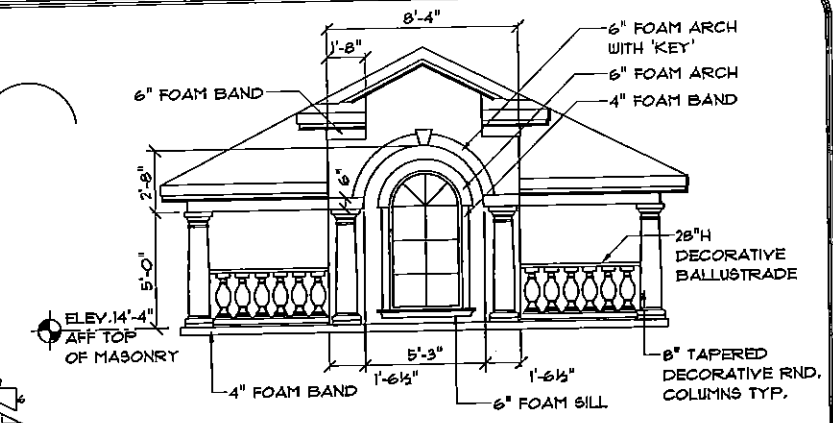 8'-4"
1'-8"
6" FOAM ARCH
WITH 'KEY'
6" FOAM ARCH
4" FOAM BAND
6" FOAM BAND
2'-8"
6"
5'-0"
28"H
DECORATIVE
BALLUSTRADE
ELEV. 14'-4"
AFF TOP
OF MASONRY
5'-3"
1'-6½"
1'-6½"
4" FOAM BAND
6" FOAM SILL
8" TAPERED
DECORATIVE RND.
COLUMNS TYP.